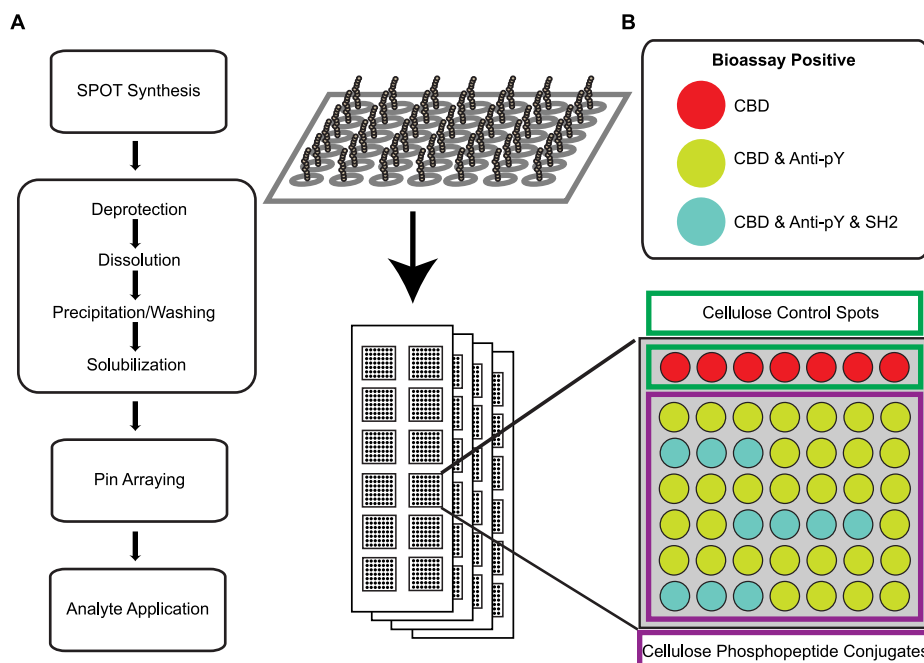 A
SPOT Synthesis
Deprotection
Dissolution
Precipitation/Washing
Solubilization
Pin Arraying
Analyte Application
B
Bioassay Positive
CBD
CBD & Anti-pY
CBD & Anti-pY & SH2
Cellulose Control Spots
Cellulose Phosphopeptide Conjugates